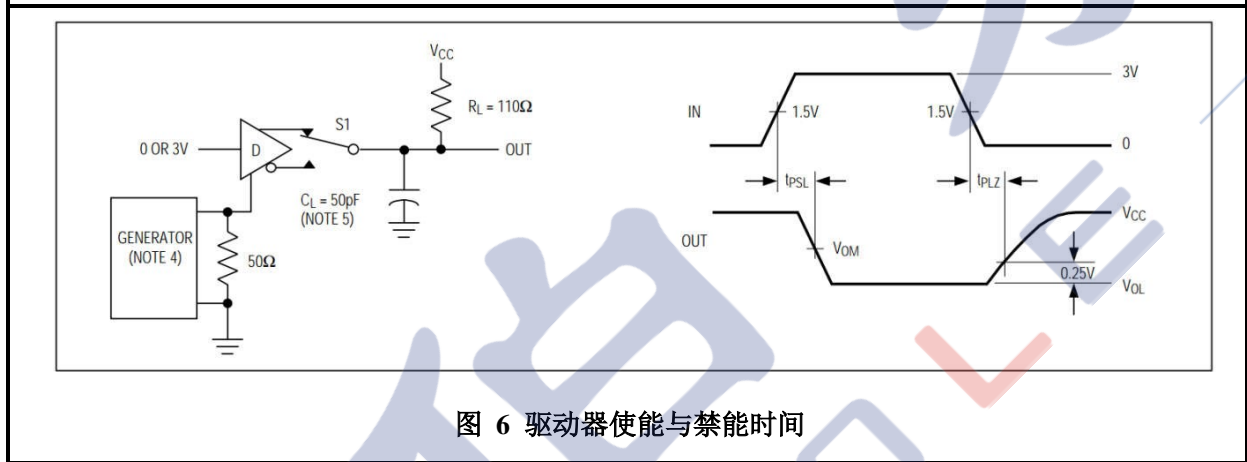 VCC
RL = 110Ω
S1
0 OR 3V
D
OUT
CL = 50pF
(NOTE 5)
GENERATOR
(NOTE 4)
50Ω
3V
IN
1.5V
1.5V
0
tPSL
tPLZ
VCC
OUT
VOM
0.25V
VOL
图 6 驱动器使能与禁能时间